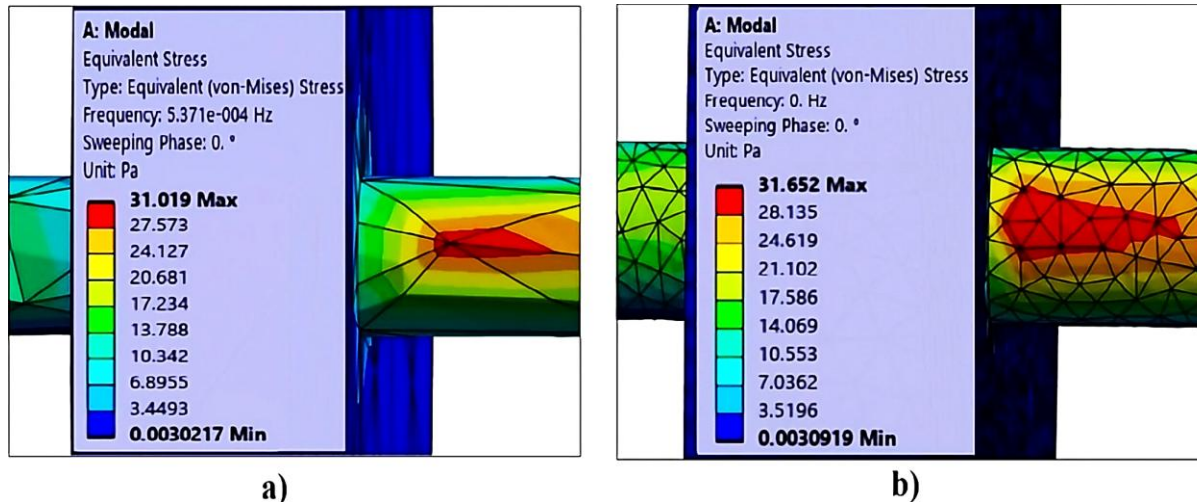 A: Modal
Equivalent Stress
Type: Equivalent (von-Mises) Stress
Frequency: 5.371e-004 Hz
Sweeping Phase: 0. °
Unit: Pa
31.019 Max
27.573
24.127
20.681
17.234
13.788
10.342
6.8955
3.4493
0.0030217 Min
a)
A: Modal
Equivalent Stress
Type: Equivalent (von-Mises) Stress
Frequency: 0. Hz
Sweeping Phase: 0. °
Unit: Pa
31.652 Max
28.135
24.619
21.102
17.586
14.069
10.553
7.0362
3.5196
0.0030919 Min
b)